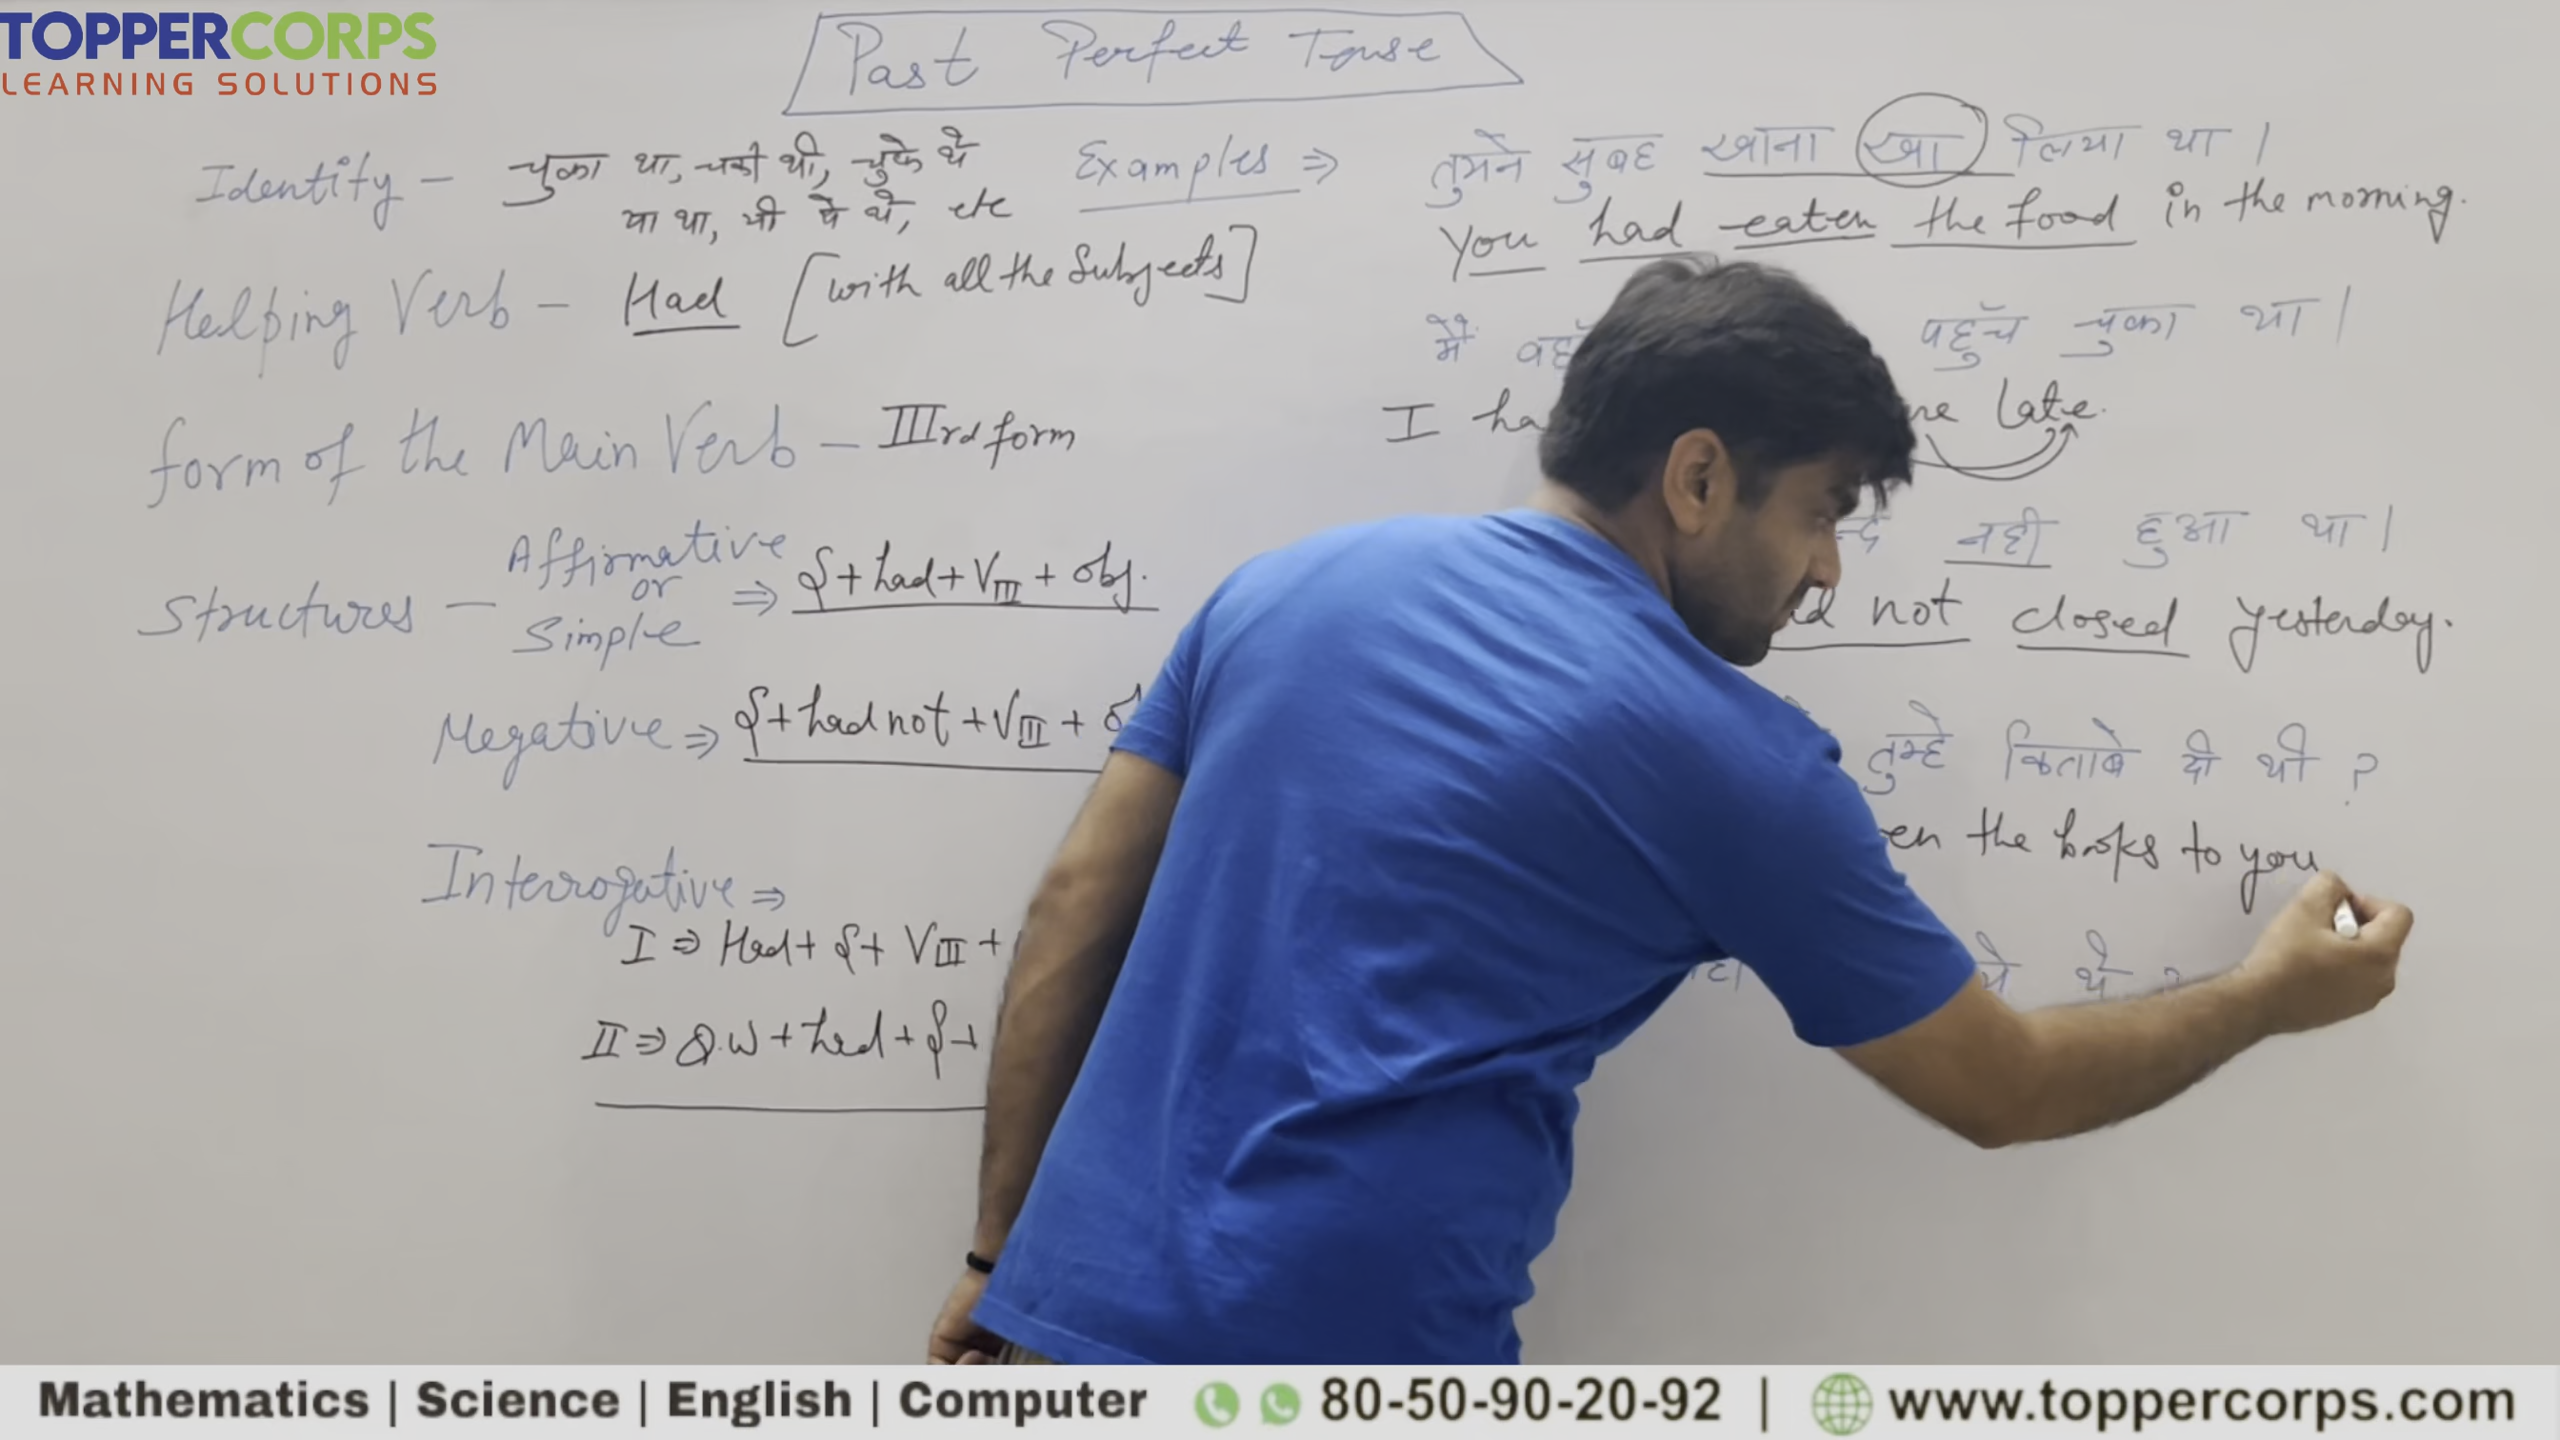 TOPPERCORPS
LEARNING SOLUTIONS
Past Perfect Tense
Identify – चुका था, चुकी थी, चुके थे
या था, यी ये थे, etc
Helping Verb – Had [with all the Subjects]
form of the Main Verb – IIIrd form
Structures – Affirmative or Simple ⇒ S + had + VIII + obj.
Negative ⇒ S + had not + VIII +
Interrogative ⇒
I ⇒ Had + S + VIII +
II ⇒ Q.W + had + S +
Examples ⇒ तुमने सुबह खाना खा लिया था |
You had eaten the food in the morning.
मैं पहुँच चुका था |
I late.
नही हुआ था |
not closed yesterday.
तुम्हे किताबे दी थी ?
the books to you
थे ?
Mathematics | Science | English | Computer 80-50-90-20-92 | www.toppercorps.com